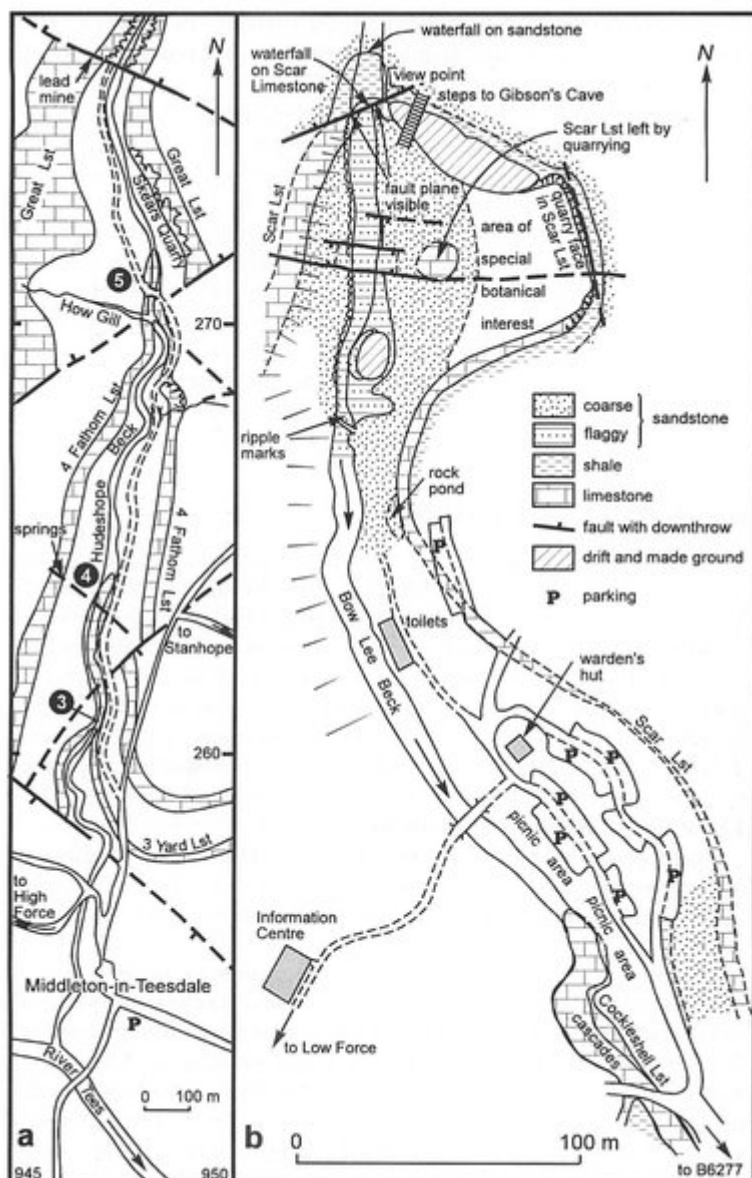 N
lead
mine
Great Lst
Great Lst
Skears Quarry
5
How Gill
270
4 Fathom Lst
Hudeshope Beck
springs
4
4 Fathom Lst
to
Stanhope
3
260
3 Yard Lst
to
High
Force
Middleton-in-Teesdale
P
River Tees
0 100 m
a
945
950
waterfall on sandstone
waterfall
on Scar
Limestone
view point
steps to Gibson's Cave
N
Scar Lst left by
quarrying
fault plane
visible
Scar Lst
area of
special
botanical
interest
quarry face
in Scar Lst
ripple
marks
rock
pond
coarse
flaggy
sandstone
shale
limestone
fault with downthrow
drift and made ground
P parking
P
toilets
Bow Lee Beck
warden's
hut
Scar Lst
P
P
P
P
P
P
picnic
area
picnic
area
Information
Centre
to Low Force
Cockleshell Lst
cascades
b
0 100 m
to B6277